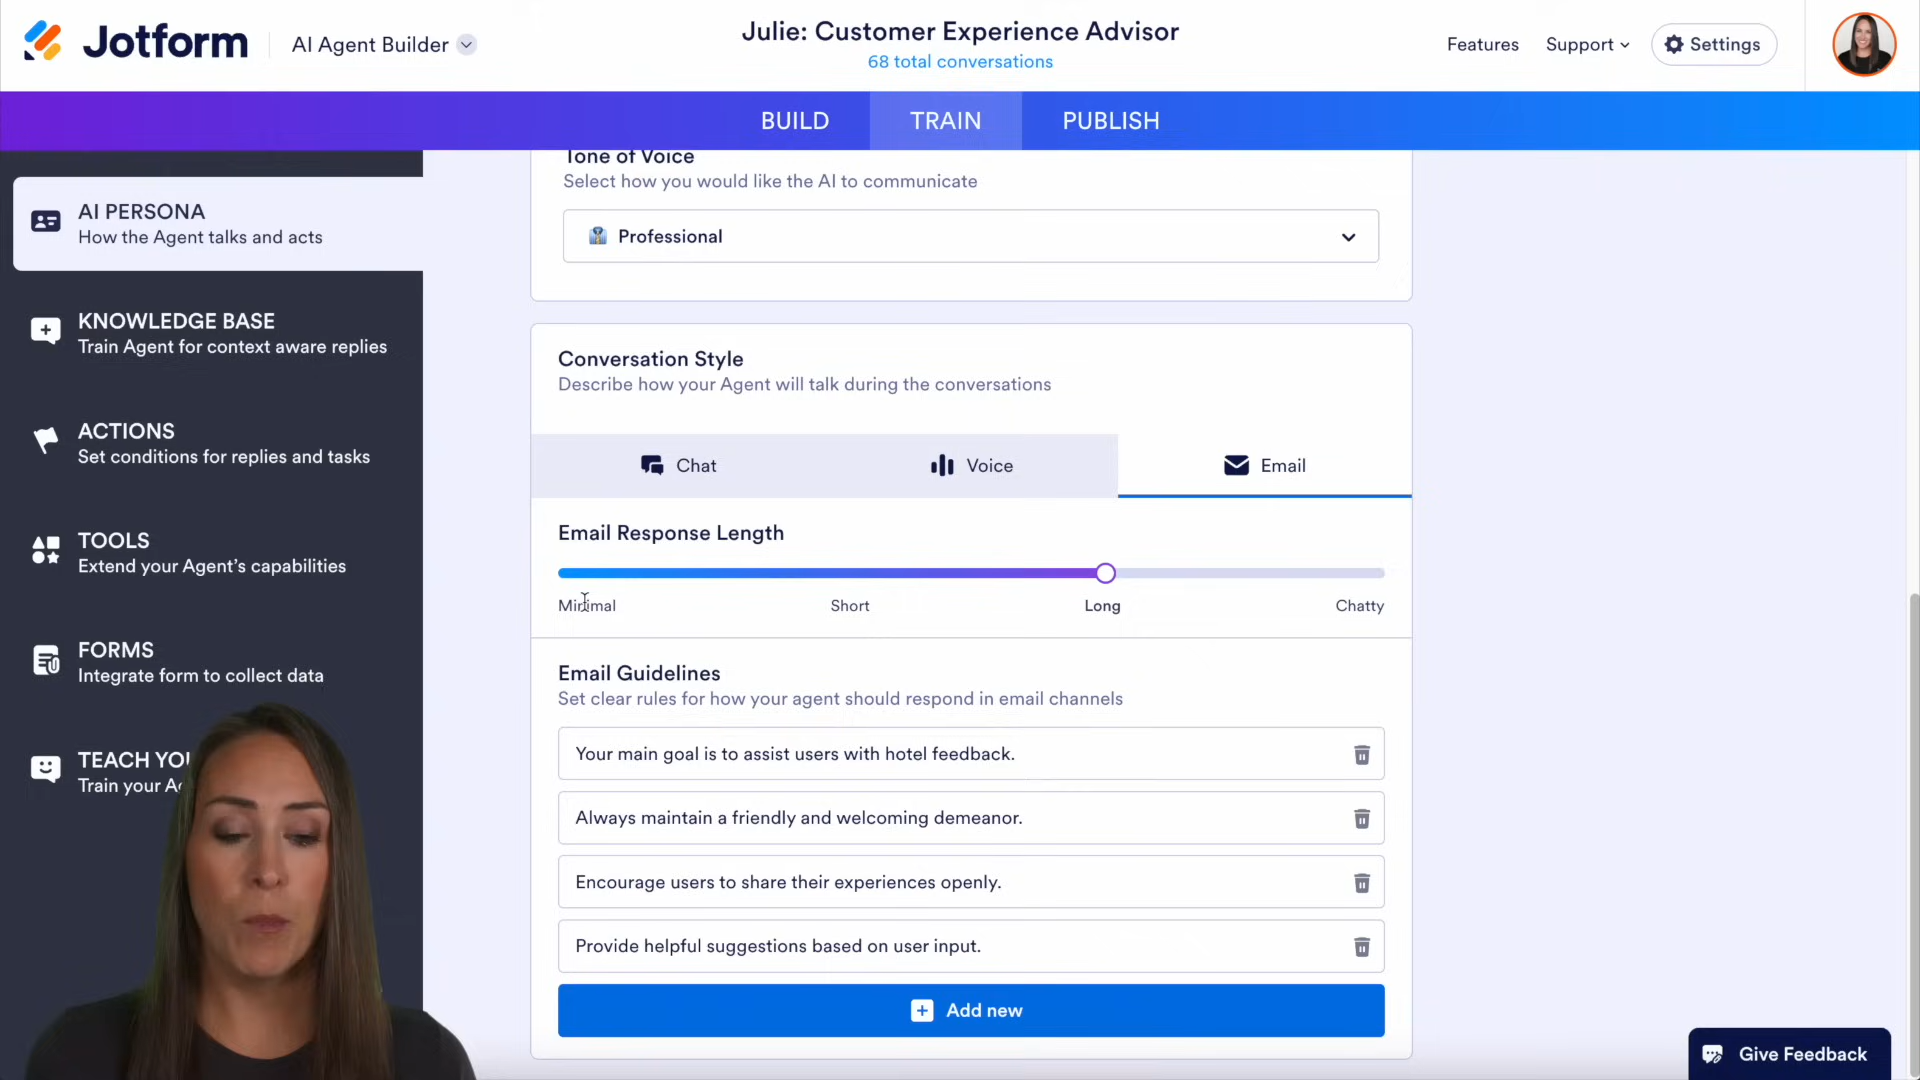 Jotform
AI Agent Builder
Julie: Customer Experience Advisor
68 total conversations
Features
Support
Settings
BUILD
TRAIN
PUBLISH
AI PERSONA
How the Agent talks and acts
KNOWLEDGE BASE
Train Agent for context aware replies
ACTIONS
Set conditions for replies and tasks
TOOLS
Extend your Agent's capabilities
FORMS
Integrate form to collect data
TEACH YOU
Train your Ag
Tone of Voice
Select how you would like the AI to communicate
Professional
Conversation Style
Describe how your Agent will talk during the conversations
Chat
Voice
Email
Email Response Length
Minimal
Short
Long
Chatty
Email Guidelines
Set clear rules for how your agent should respond in email channels
Your main goal is to assist users with hotel feedback.
Always maintain a friendly and welcoming demeanor.
Encourage users to share their experiences openly.
Provide helpful suggestions based on user input.
Add new
Give Feedback